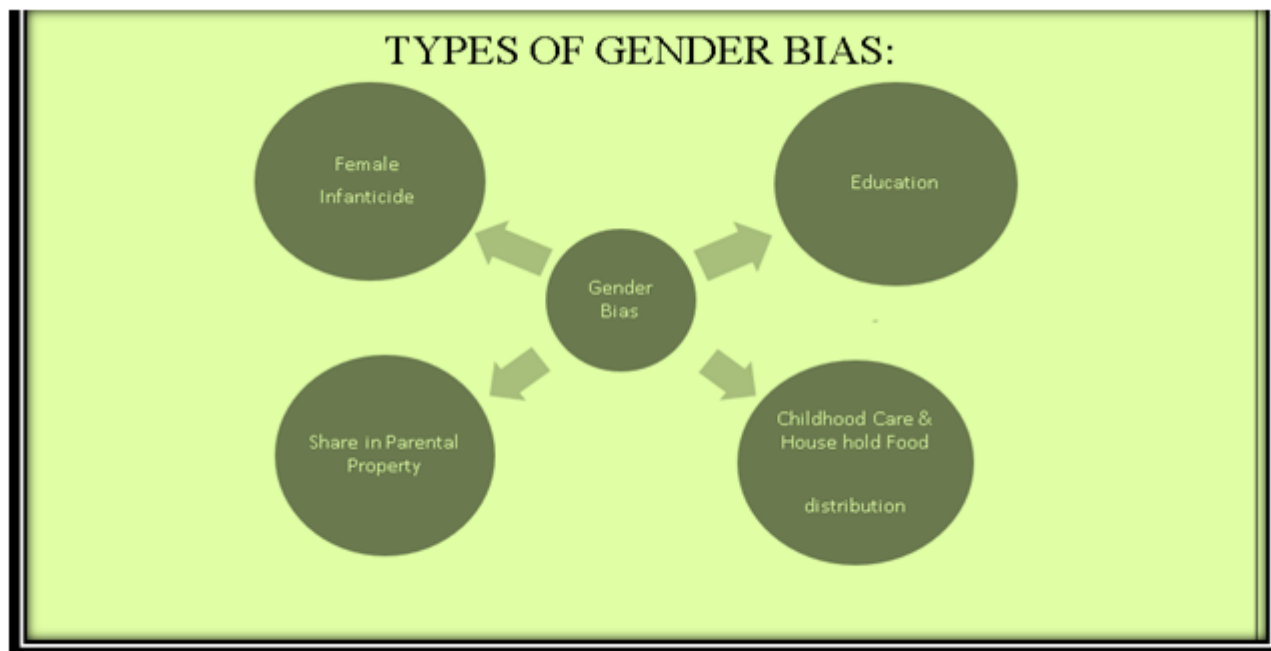 TYPES OF GENDER BIAS:
Female
Infanticide
Education
Gender
Bias
Share in Parental
Property
Childhood Care &
House hold Food
distribution